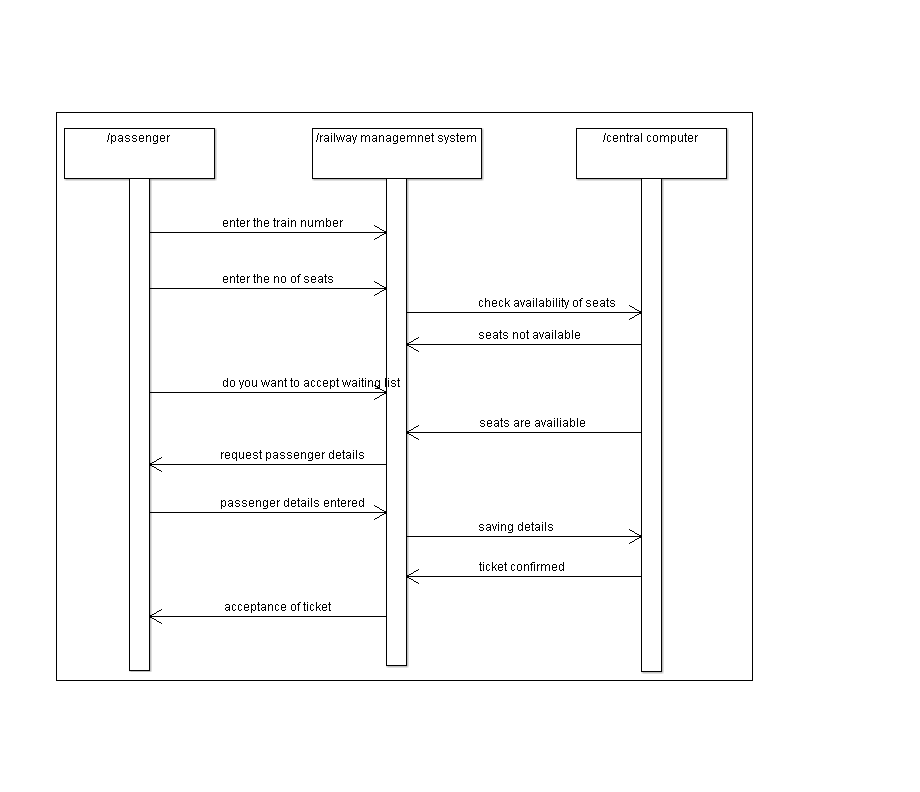 /passenger
/railway managemnet system
/central computer
enter the train number
enter the no of seats
check availability of seats
seats not available
do you want to accept waiting list
seats are availiable
request passenger details
passenger details entered
saving details
ticket confirmed
acceptance of ticket